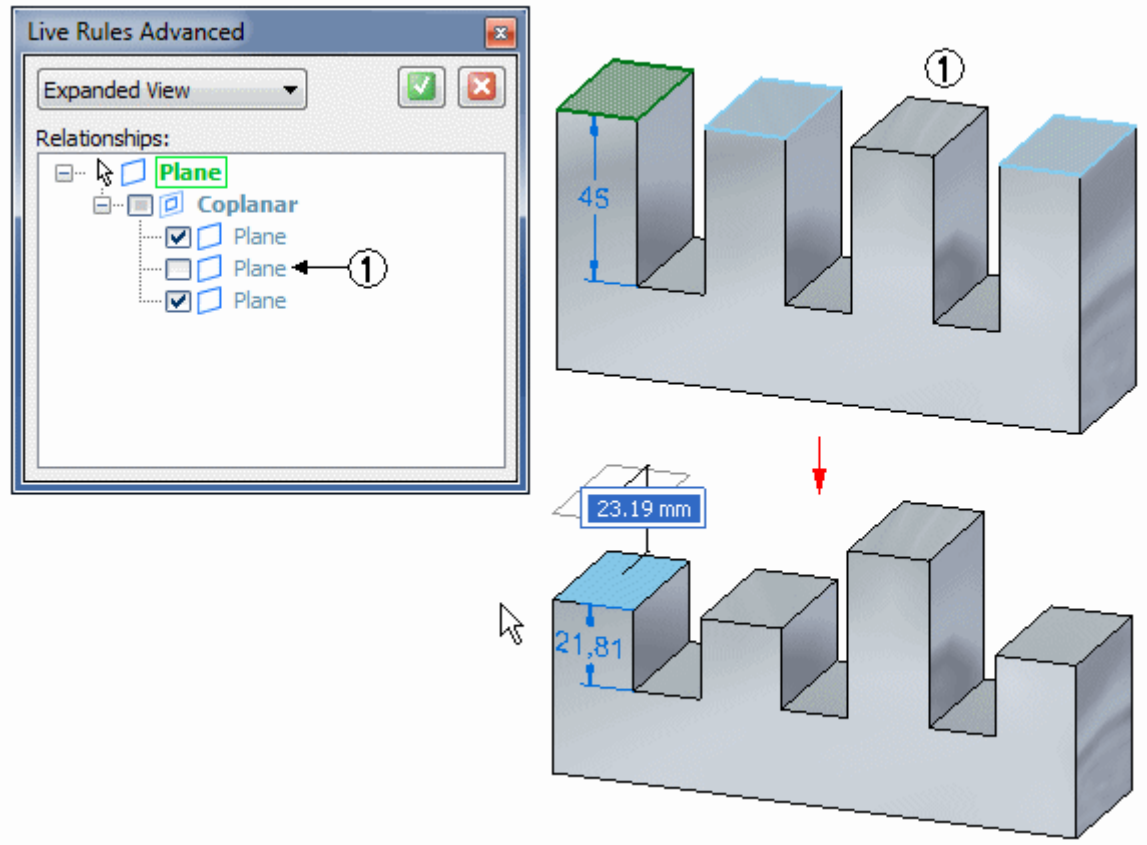 Live Rules Advanced
Expanded View
Relationships:
Plane
Coplanar
Plane
Plane
1
Plane
1
45
23.19 mm
21,81